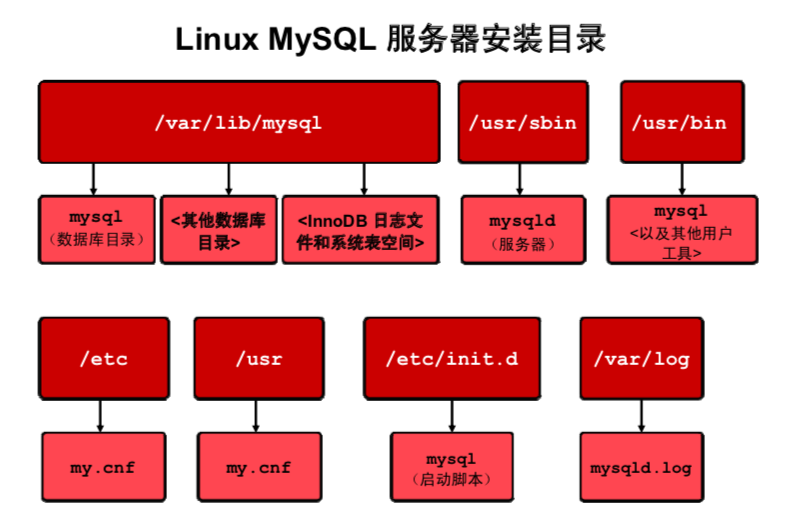 Linux MySQL 服务器安装目录
/var/lib/mysql
/usr/sbin
/usr/bin
mysql
（数据库目录）
<其他数据库
目录>
<InnoDB 日志文
件和系统表空间>
mysqld
（服务器）
mysql
<以及其他用户
工具>
/etc
/usr
/etc/init.d
/var/log
my.cnf
my.cnf
mysql
（启动脚本）
mysqld.log